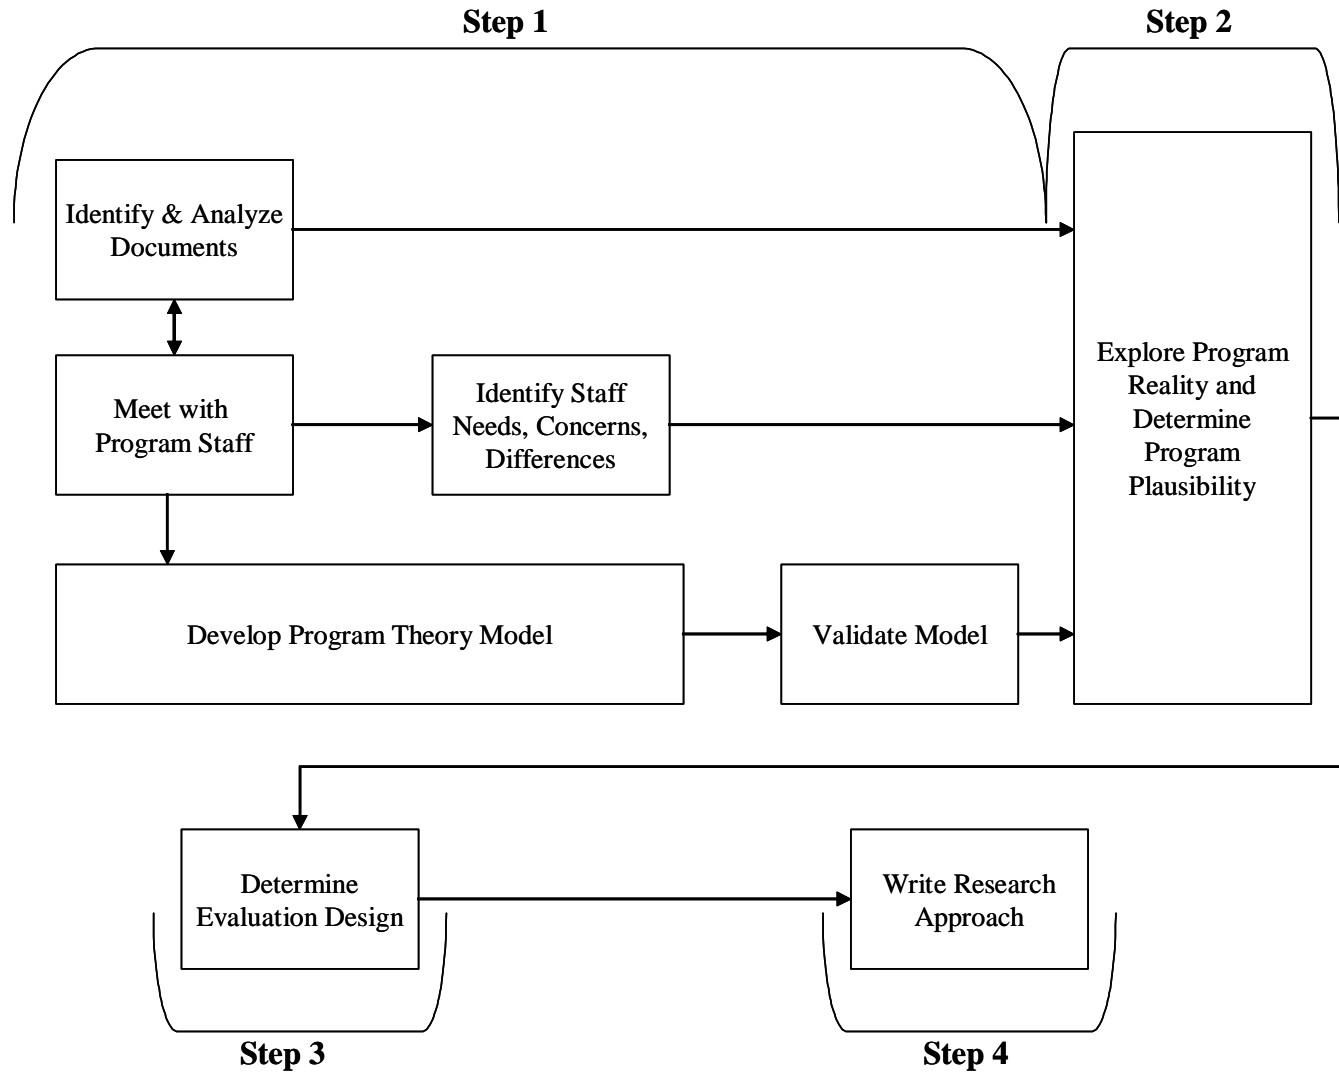 Step 1
Step 2
Identify & Analyze
Documents
Meet with
Program Staff
Identify Staff
Needs, Concerns,
Differences
Explore Program
Reality and
Determine
Program
Plausibility
Develop Program Theory Model
Validate Model
Determine
Evaluation Design
Write Research
Approach
Step 3
Step 4